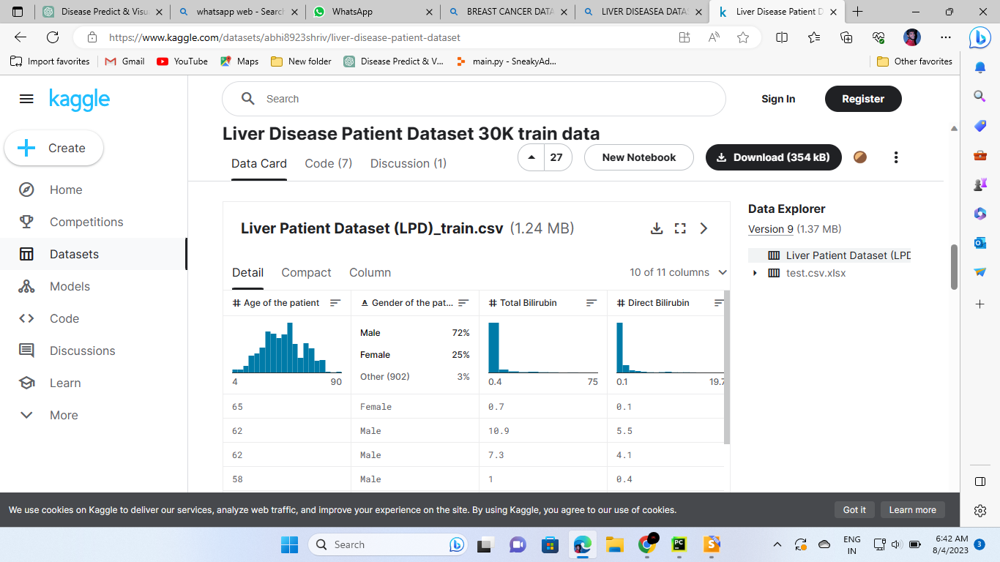 Disease Predict & Visu
whatsapp web - Searc
WhatsApp
BREAST CANCER DATA
LIVER DISEASEA DATA
Liver Disease Patient D
https://www.kaggle.com/datasets/abhi8923shriv/liver-disease-patient-dataset
Import favorites
Gmail
YouTube
Maps
New folder
Disease Predict & V...
main.py - SneakyAd...
Other favorites
kaggle
Search
Sign In
Register
Create
Home
Competitions
Datasets
Models
Code
Discussions
Learn
More
Liver Disease Patient Dataset 30K train data
Data Card
Code (7)
Discussion (1)
27
New Notebook
Download (354 kB)
Liver Patient Dataset (LPD)_train.csv (1.24 MB)
Detail
Compact
Column
10 of 11 columns
# Age of the patient
A Gender of the pat...
# Total Bilirubin
# Direct Bilirubin
4 90
Male 72%
Female 25%
Other (902) 3%
0.4 75
0.1 19.7
65 Female 0.7 0.1
62 Male 10.9 5.5
62 Male 7.3 4.1
58 Male 1 0.4
Data Explorer
Version 9 (1.37 MB)
Liver Patient Dataset (LPD
test.csv.xlsx
We use cookies on Kaggle to deliver our services, analyze web traffic, and improve your experience on the site. By using Kaggle, you agree to our use of cookies.
Got it
Learn more
Search
ENG
IN
6:42 AM
8/4/2023
3